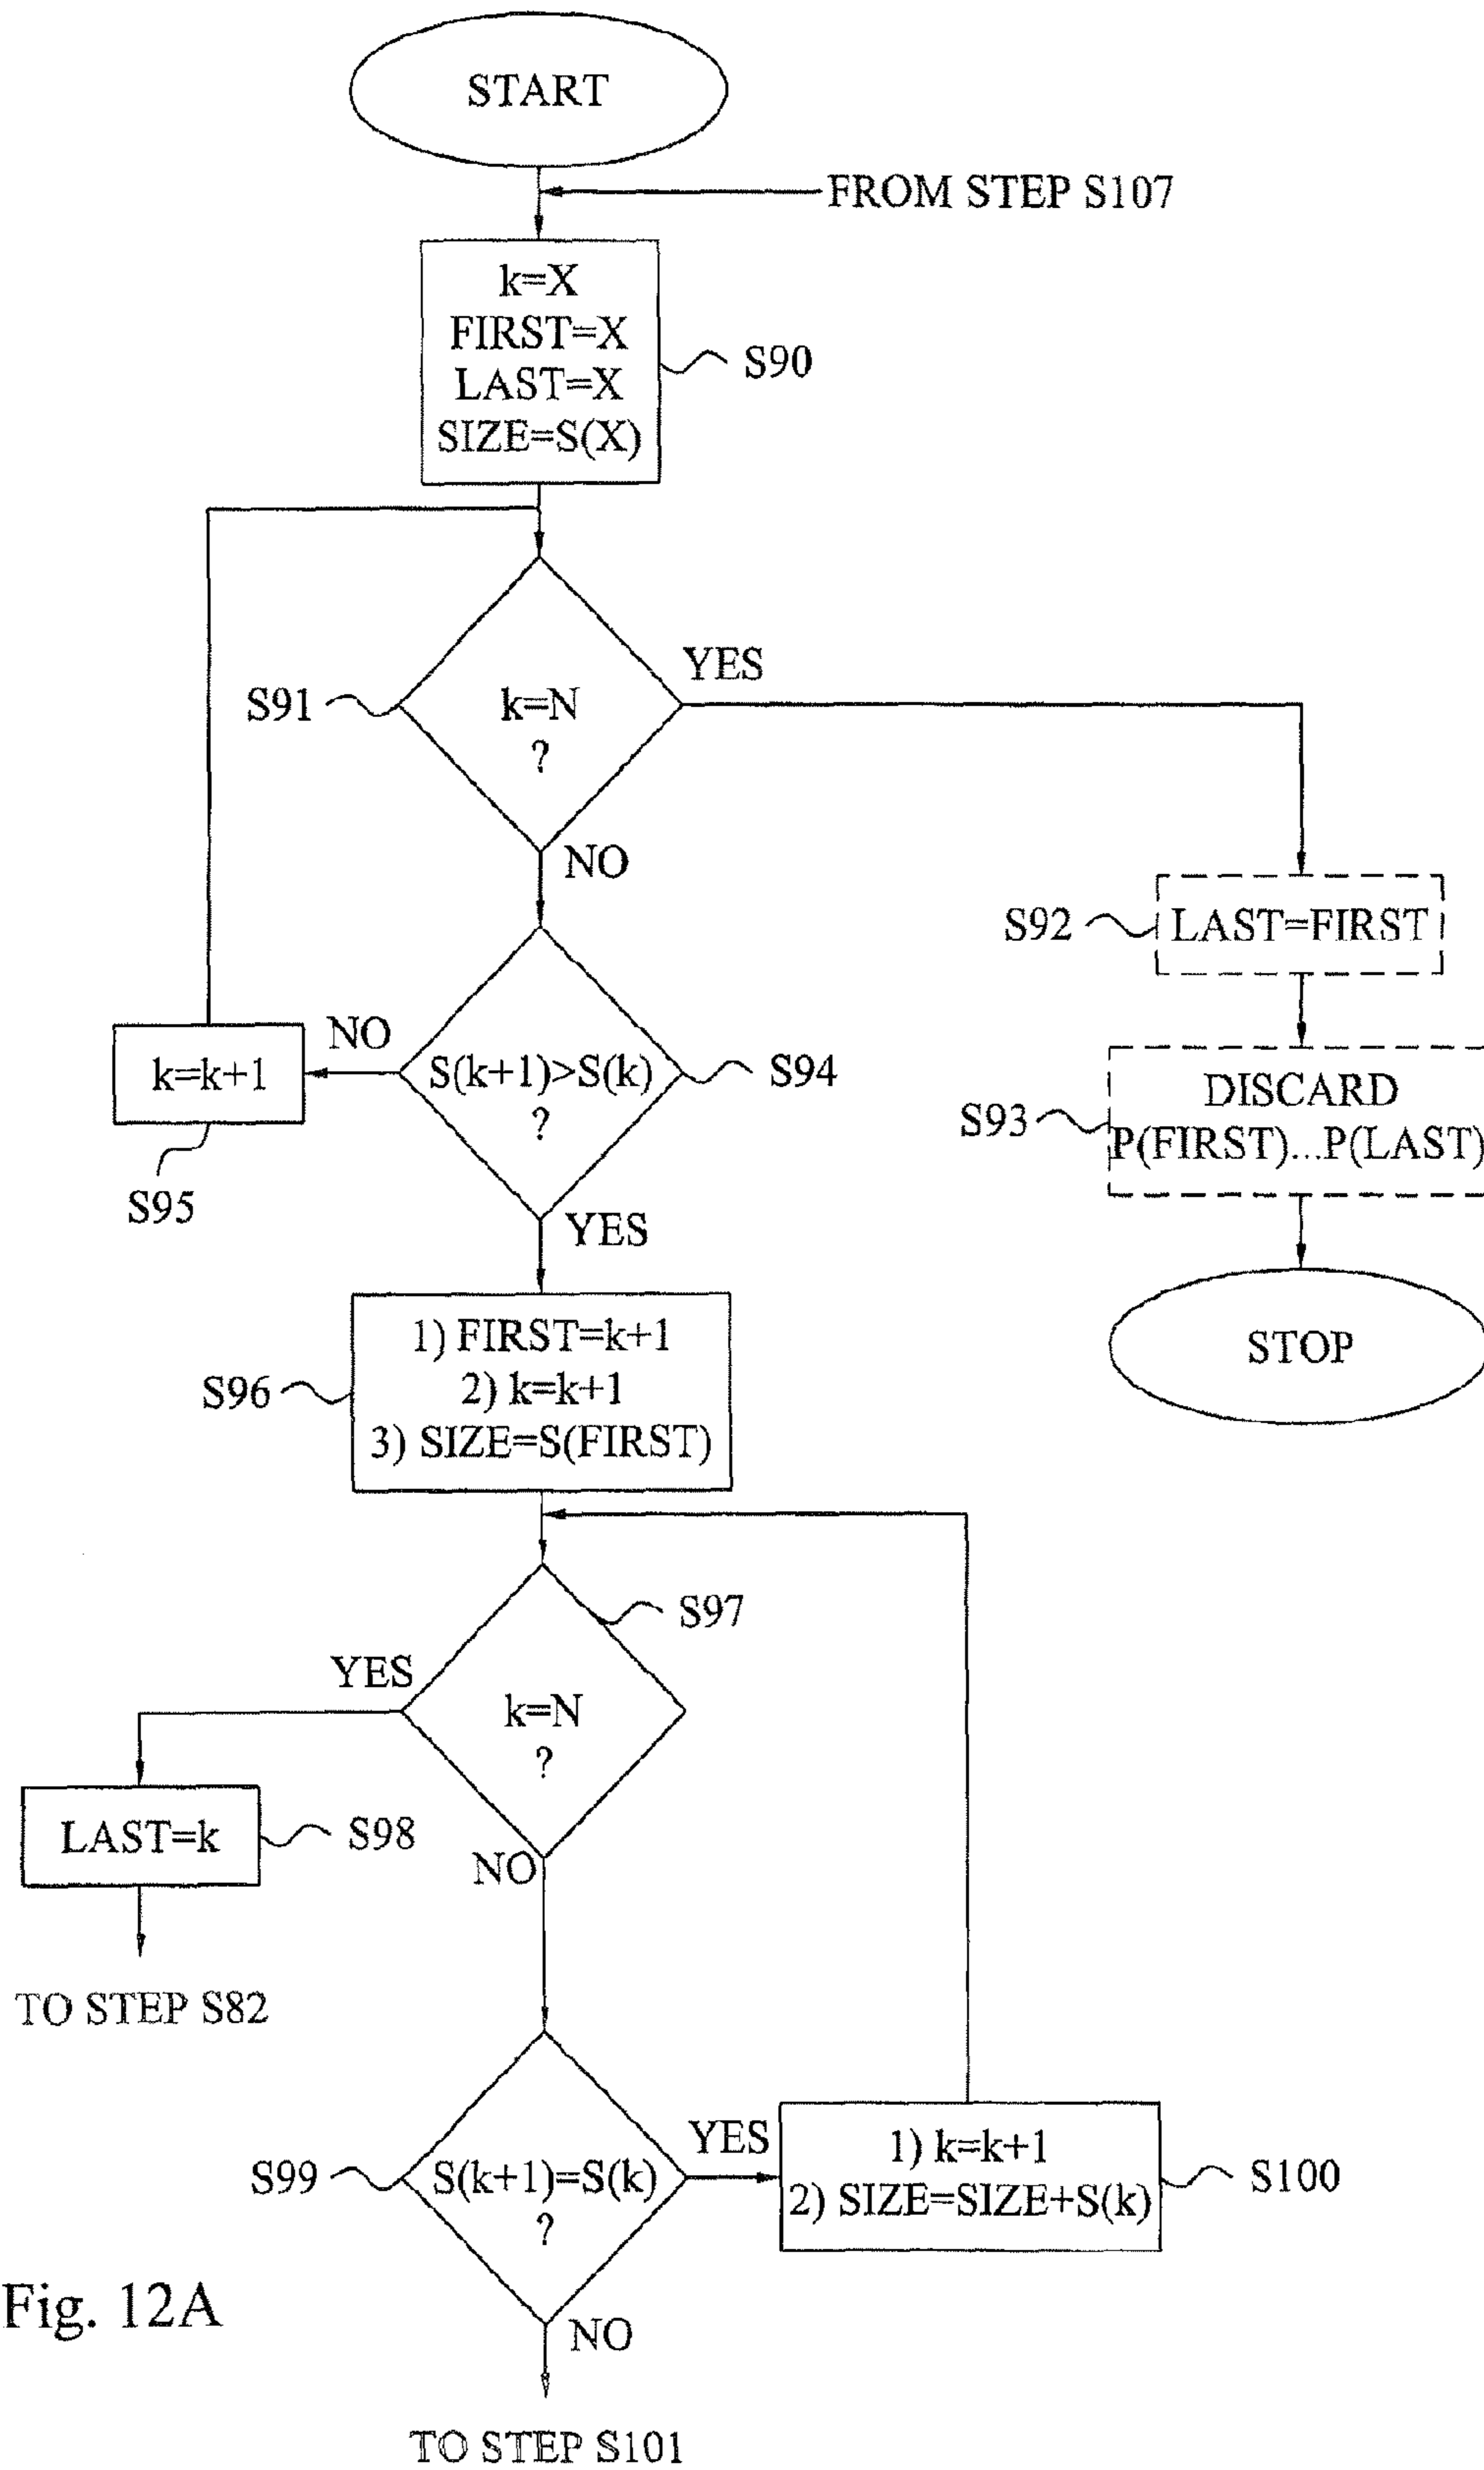 START
FROM STEP S107
k=X
FIRST=X
LAST=X
SIZE=S(X)
S90
S91
k=N
?
YES
NO
S92
LAST=FIRST
S93
DISCARD
P(FIRST)...P(LAST)
STOP
S94
S(k+1)>S(k)
?
NO
k=k+1
S95
YES
S96
1) FIRST=k+1
2) k=k+1
3) SIZE=S(FIRST)
S97
k=N
?
YES
LAST=k
S98
TO STEP S82
NO
S99
S(k+1)=S(k)
?
YES
1) k=k+1
2) SIZE=SIZE+S(k)
S100
NO
TO STEP S101
Fig. 12A